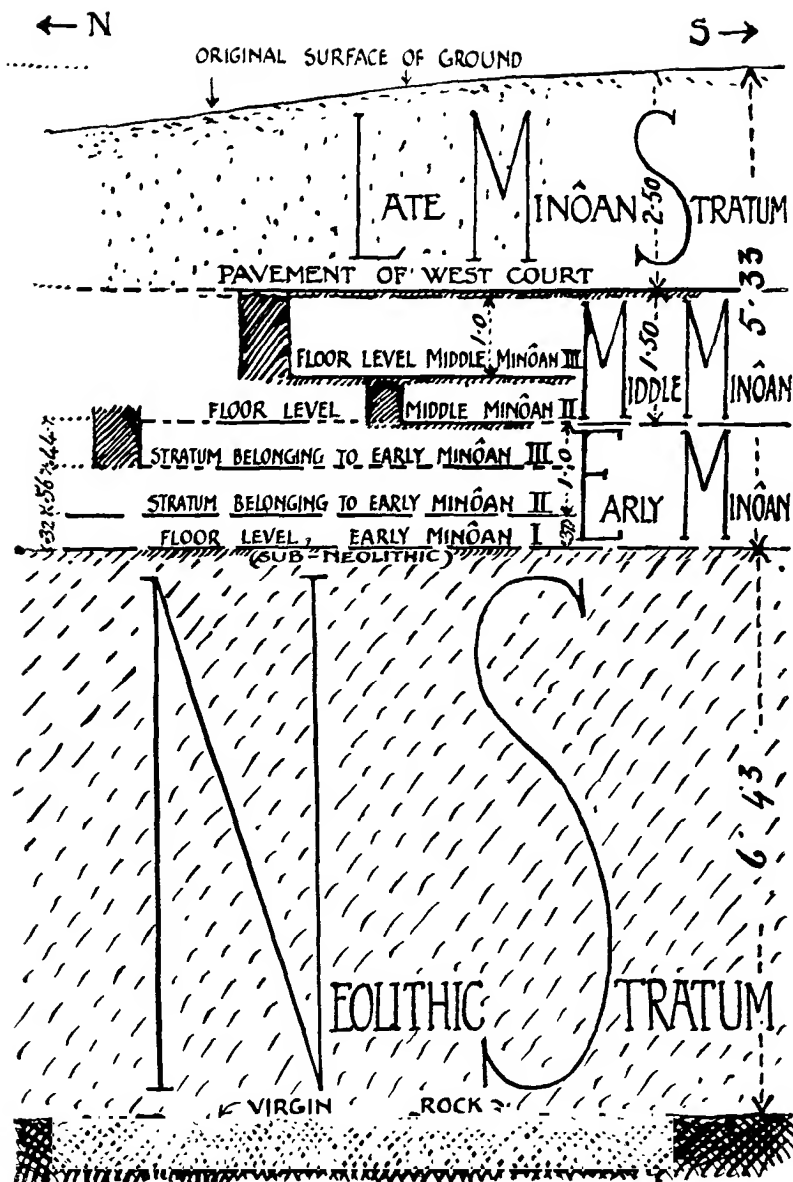 ← N
S →
ORIGINAL SURFACE OF GROUND
LATE MINÔAN STRATUM
2·50
5·33
PAVEMENT OF WEST COURT
1·0
1·50
FLOOR LEVEL MIDDLE MINÔAN III
MIDDLE MINÔAN
FLOOR LEVEL MIDDLE MINÔAN II
STRATUM BELONGING TO EARLY MINÔAN III
·32 ·56 ·44
1·0
STRATUM BELONGING TO EARLY MINÔAN II
EARLY MINÔAN
FLOOR LEVEL, EARLY MINÔAN I
(SUB-NEOLITHIC)
6·43
NEOLITHIC STRATUM
VIRGIN ROCK